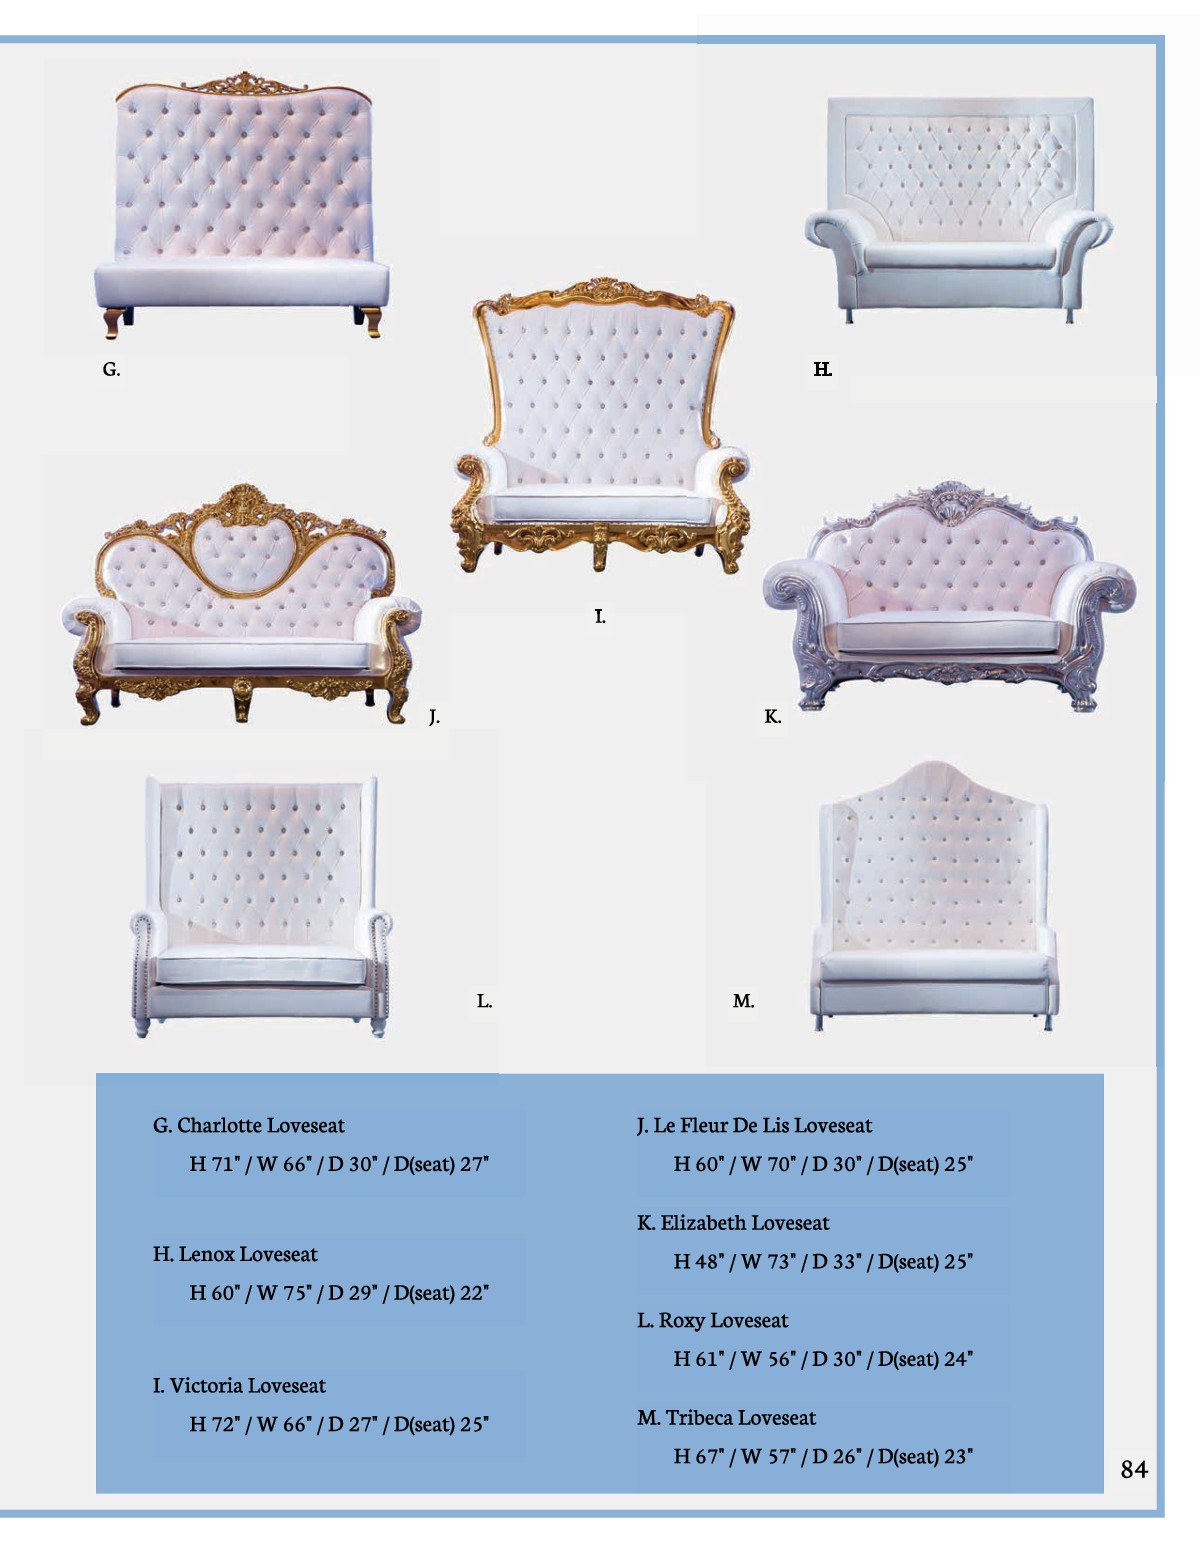 G.
H.
I.
J.
K.
L.
M.
G. Charlotte Loveseat
H 71" / W 66" / D 30" / D(seat) 27"
H. Lenox Loveseat
H 60" / W 75" / D 29" / D(seat) 22"
I. Victoria Loveseat
H 72" / W 66" / D 27" / D(seat) 25"
J. Le Fleur De Lis Loveseat
H 60" / W 70" / D 30" / D(seat) 25"
K. Elizabeth Loveseat
H 48" / W 73" / D 33" / D(seat) 25"
L. Roxy Loveseat
H 61" / W 56" / D 30" / D(seat) 24"
M. Tribeca Loveseat
H 67" / W 57" / D 26" / D(seat) 23"
84